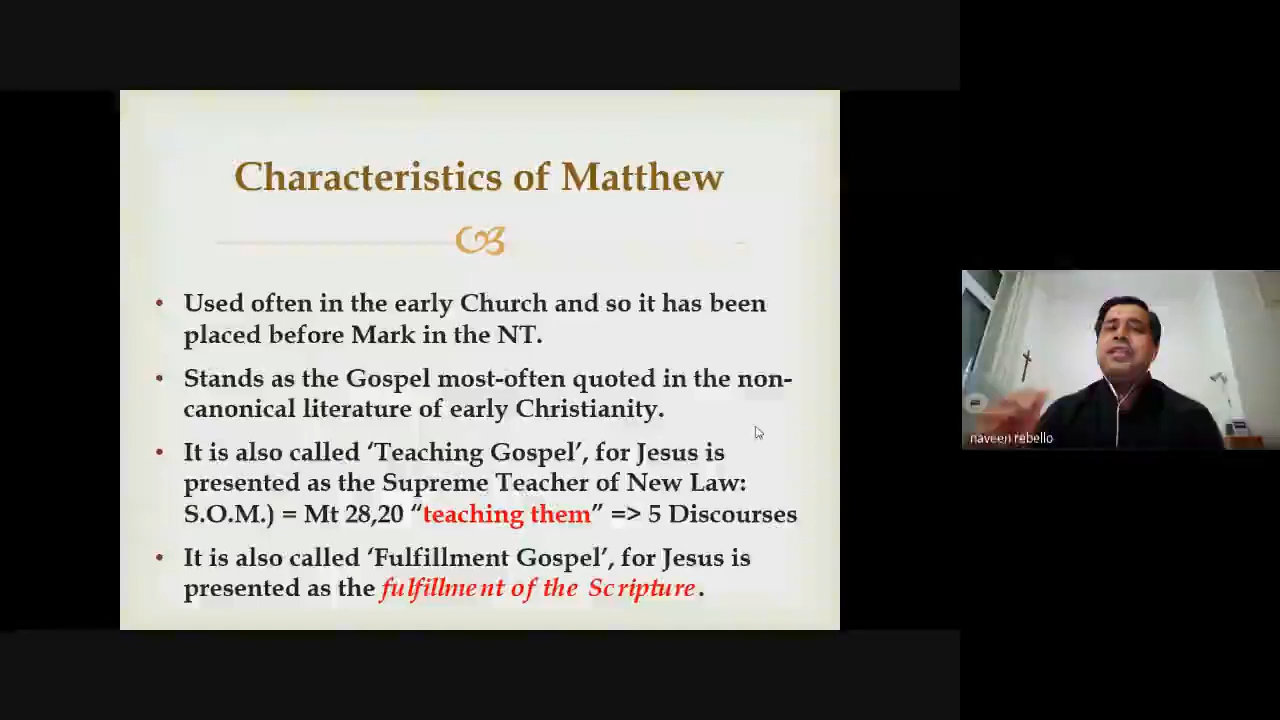 Characteristics of Matthew
• Used often in the early Church and so it has been
placed before Mark in the NT.
• Stands as the Gospel most-often quoted in the non-
canonical literature of early Christianity.
• It is also called ‘Teaching Gospel’, for Jesus is
presented as the Supreme Teacher of New Law:
S.O.M.) = Mt 28,20 “teaching them” => 5 Discourses
• It is also called ‘Fulfillment Gospel’, for Jesus is
presented as the fulfillment of the Scripture.
naveen rebello